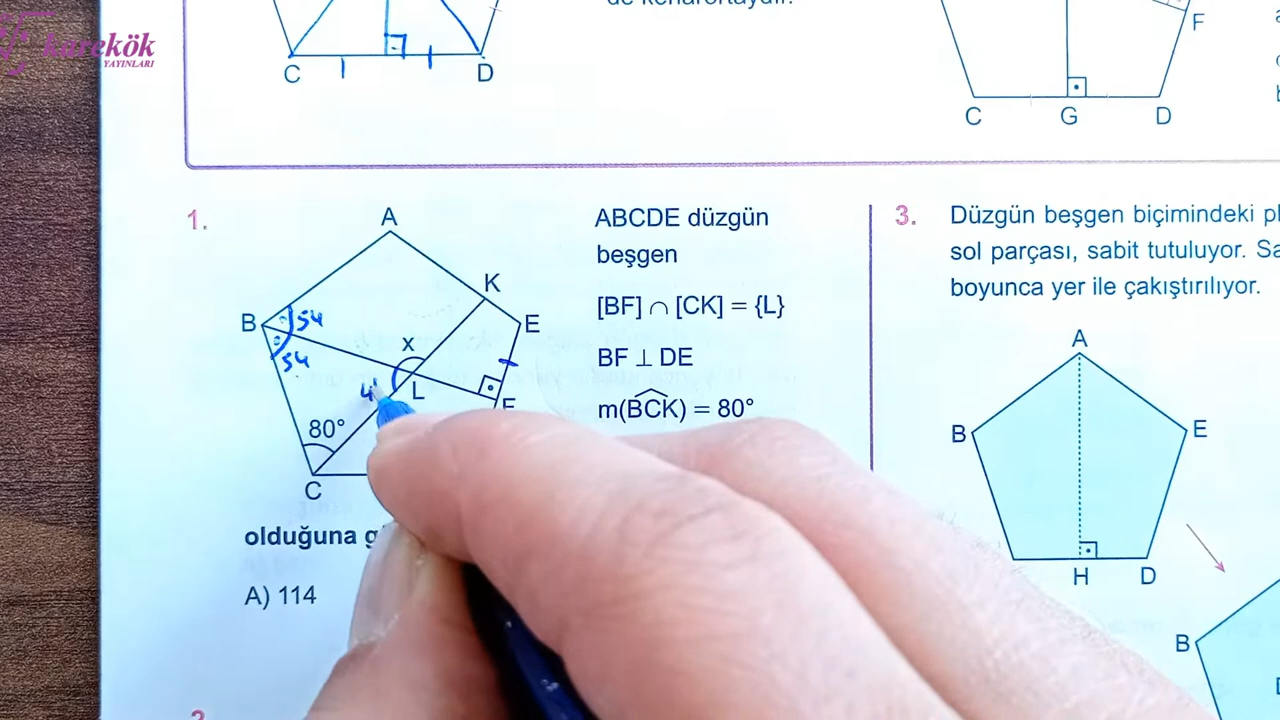 karekök
YAYINLARI
de kenarortaydır.
C
D
F
C
G
D
1.
A
K
B
E
54
54
x
L
F
80°
C
ABCDE düzgün
beşgen
[BF] ∩ [CK] = {L}
BF ⊥ DE
m(BCK) = 80°
olduğuna
A) 114
3.
Düzgün beşgen biçimindeki
sol parçası, sabit tutuluyor.
boyunca yer ile çakıştırılıyor.
A
B
E
H
D
B